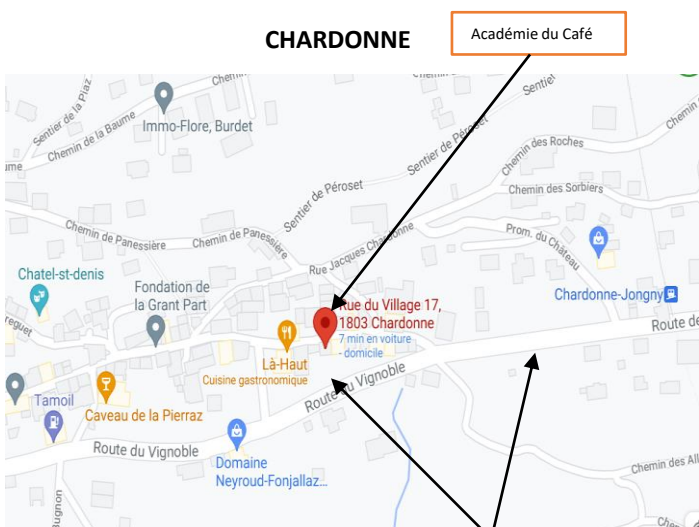 CHARDONNE
Académie du Café
Chemin
Sentier de la Piaz
Chemin de la Baume
Immo-Flore, Burdet
Sentier de Péroset
Sentier
Chemin des Roches
Chemin
Chemin des Sorbiers
Sentier de Péroset
Chemin de Panessière
Chemin de Panessière
Rue Jacques Chardonne
Prom. du Château
Chatel-st-denis
Fondation de
la Grant Part
Chardonne-Jongny
Rue du Village 17,
1803 Chardonne
7 min en voiture
- domicile
Route de
Là-Haut
Cuisine gastronomique
Tamoil
Caveau de la Pierraz
Route du Vignoble
Route du Vignoble
Domaine
Neyroud-Fonjallaz...
Chemin des All
Bugnon